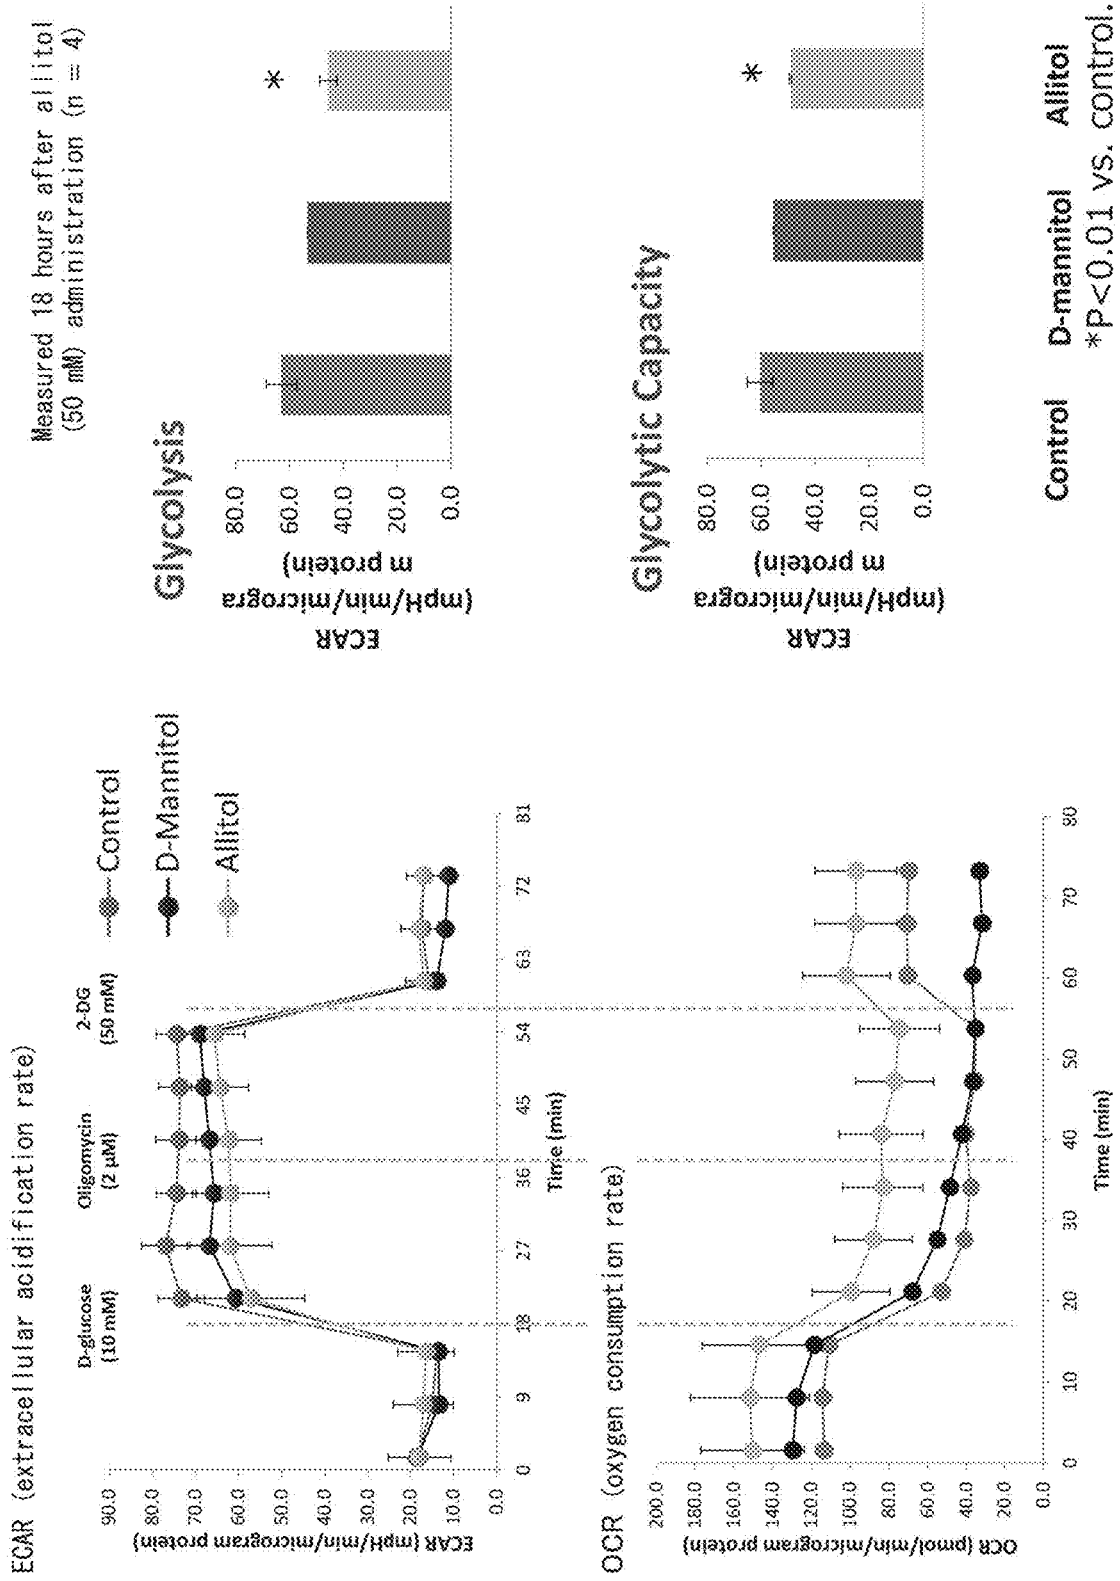 ECAR (extracellular acidification rate)
D-glucose
(10 mM)
Oligomycin
(2 μM)
2-DG
(50 mM)
Control
D-Mannitol
Allitol
ECAR (mpH/min/microgram protein)
90.0
80.0
70.0
60.0
50.0
40.0
30.0
20.0
10.0
0.0
0
9
18
27
36
45
54
63
72
81
Time (min)
OCR (oxygen consumption rate)
OCR (pmol/min/microgram protein)
200.0
180.0
160.0
140.0
120.0
100.0
80.0
60.0
40.0
20.0
0.0
0
10
20
30
40
50
60
70
80
Time (min)
Measured 18 hours after allitol
(50 mM) administration (n = 4)
Glycolysis
ECAR
(mpH/min/microgra
m protein)
80.0
60.0
40.0
20.0
0.0
*
Glycolytic Capacity
ECAR
(mpH/min/microgra
m protein)
80.0
60.0
40.0
20.0
0.0
*
Control D-mannitol Allitol
*P<0.01 vs. control.